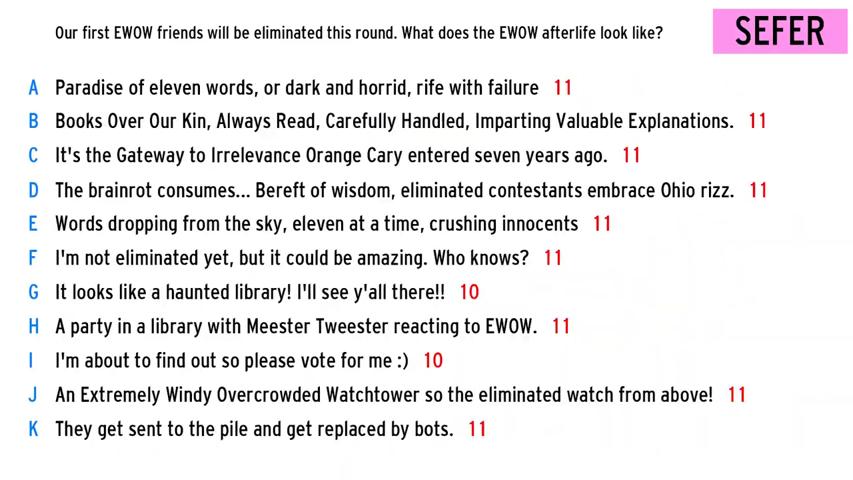 Our first EWOW friends will be eliminated this round. What does the EWOW afterlife look like?
SEFER
A Paradise of eleven words, or dark and horrid, rife with failure 11
B Books Over Our Kin, Always Read, Carefully Handled, Imparting Valuable Explanations. 11
C It's the Gateway to Irrelevance Orange Cary entered seven years ago. 11
D The brainrot consumes... Bereft of wisdom, eliminated contestants embrace Ohio rizz. 11
E Words dropping from the sky, eleven at a time, crushing innocents 11
F I'm not eliminated yet, but it could be amazing. Who knows? 11
G It looks like a haunted library! I'll see y'all there!! 10
H A party in a library with Meester Tweester reacting to EWOW. 11
I I'm about to find out so please vote for me :) 10
J An Extremely Windy Overcrowded Watchtower so the eliminated watch from above! 11
K They get sent to the pile and get replaced by bots. 11